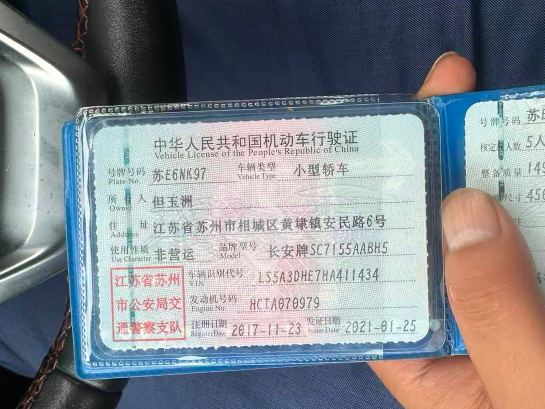 中华人民共和国机动车行驶证
Vehicle License of the People's Republic of China
号牌号码 Plate No. 苏E6NK97 车辆类型 Vehicle Type 小型轿车
所有人 Owner 但玉洲
住址 Address 江苏省苏州市相城区黄埭镇安民路6号
使用性质 Use Character 非营运 品牌型号 Model 长安牌SC7155AABH5
江苏省苏州
市公安局交
通警察支队
车辆识别代号 VIN LS5A3DHE7HA411434
发动机号码 Engine No. HCTA070979
注册日期 Register Date 2017-11-23 发证日期 Issue Date 2021-01-25
号牌号码
人数 5人
整备质量